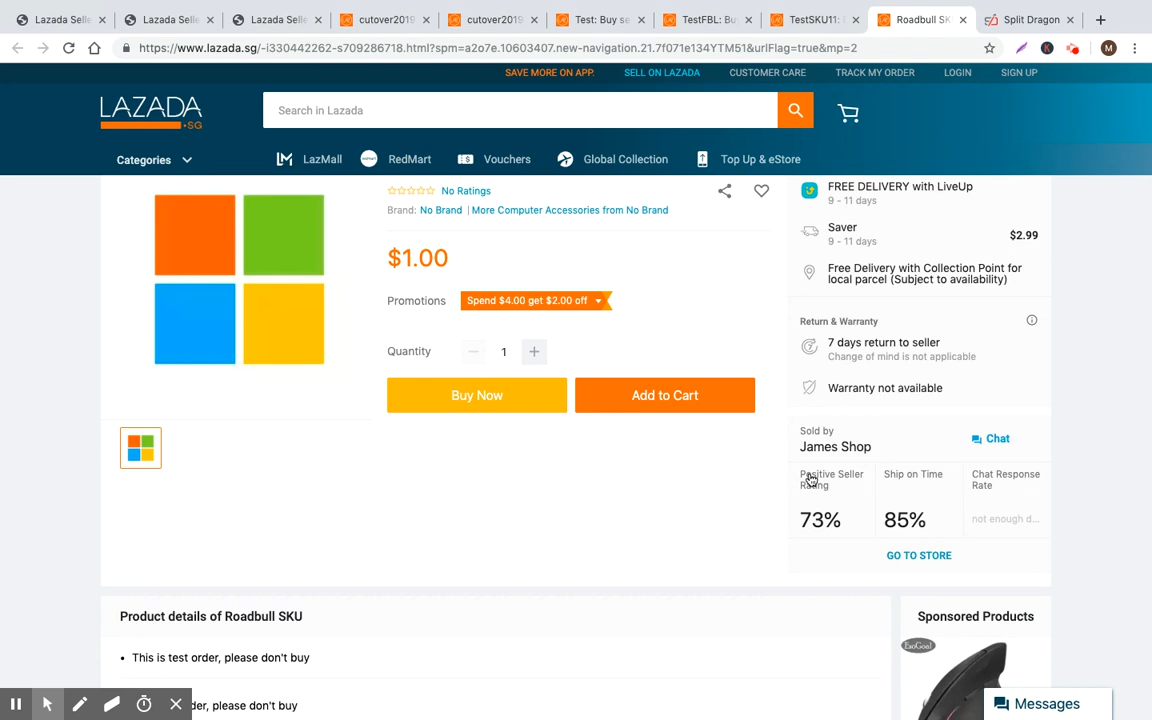 Lazada Selle
Lazada Selle
Lazada Selle
cutover2019
cutover2019
Test: Buy se
TestFBL: Bu
TestSKU11: 
Roadbull SK
Split Dragon
https://www.lazada.sg/-i330442262-s709286718.html?spm=a2o7e.10603407.new-navigation.21.7f071e134YTM51&urlFlag=true&mp=2
M
SAVE MORE ON APP.
SELL ON LAZADA
CUSTOMER CARE
TRACK MY ORDER
LOGIN
SIGN UP
LAZADA
.SG
Search in Lazada
Categories
LazMall
RedMart
Vouchers
Global Collection
Top Up & eStore
No Ratings
Brand: No Brand | More Computer Accessories from No Brand
$1.00
Promotions
Spend $4.00 get $2.00 off
Quantity
1
Buy Now
Add to Cart
FREE DELIVERY with LiveUp
9 - 11 days
Saver
9 - 11 days
$2.99
Free Delivery with Collection Point for
local parcel (Subject to availability)
Return & Warranty
7 days return to seller
Change of mind is not applicable
Warranty not available
Sold by
James Shop
Chat
Positive Seller
Rating
73%
Ship on Time
85%
Chat Response
Rate
not enough d...
GO TO STORE
Product details of Roadbull SKU
• This is test order, please don't buy
der, please don't buy
Sponsored Products
EsoGoal
Messages